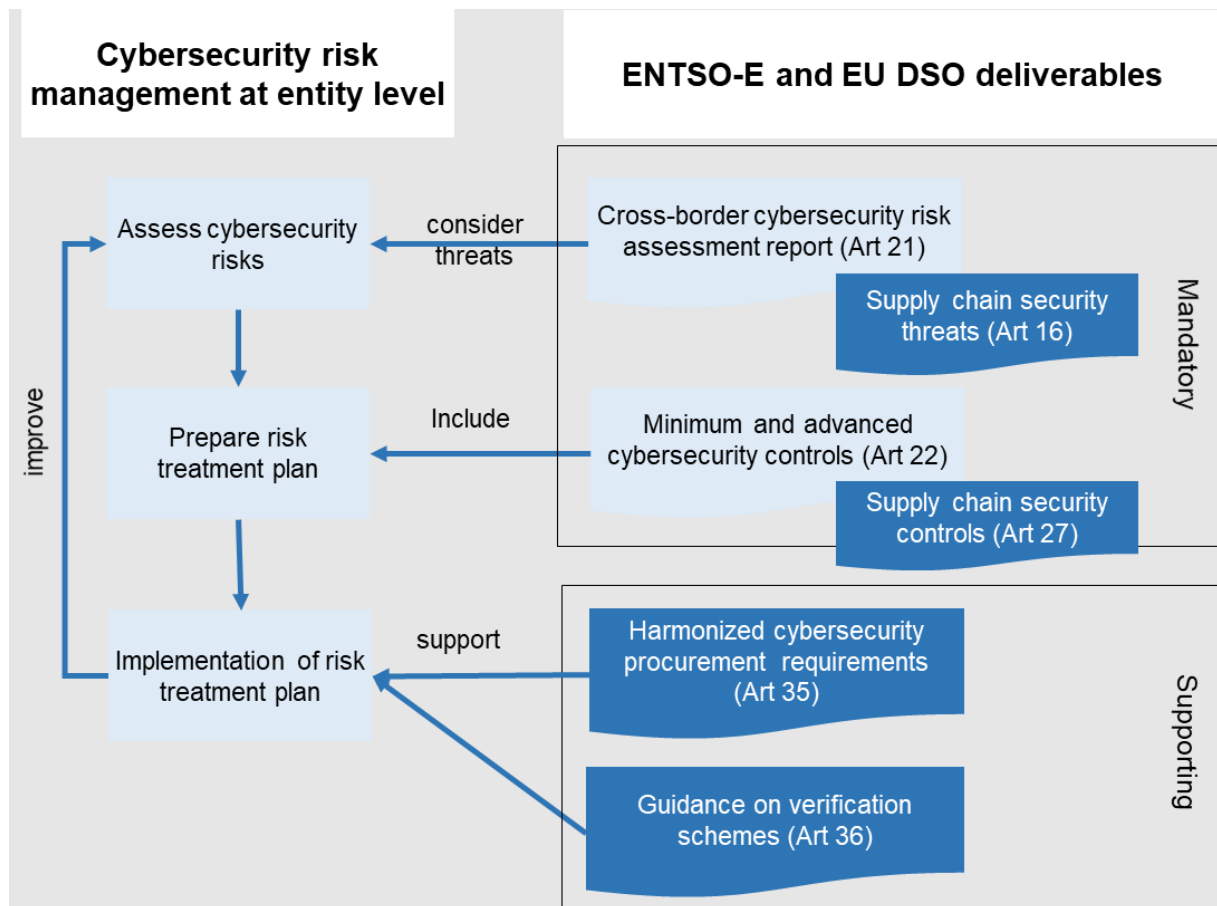 Cybersecurity risk
management at entity level
ENTSO-E and EU DSO deliverables
Assess cybersecurity
risks
consider
threats
Cross-border cybersecurity risk
assessment report (Art 21)
Supply chain security
threats (Art 16)
Mandatory
improve
Prepare risk
treatment plan
Include
Minimum and advanced
cybersecurity controls (Art 22)
Supply chain security
controls (Art 27)
Implementation of risk
treatment plan
support
Harmonized cybersecurity
procurement requirements
(Art 35)
Supporting
Guidance on verification
schemes (Art 36)